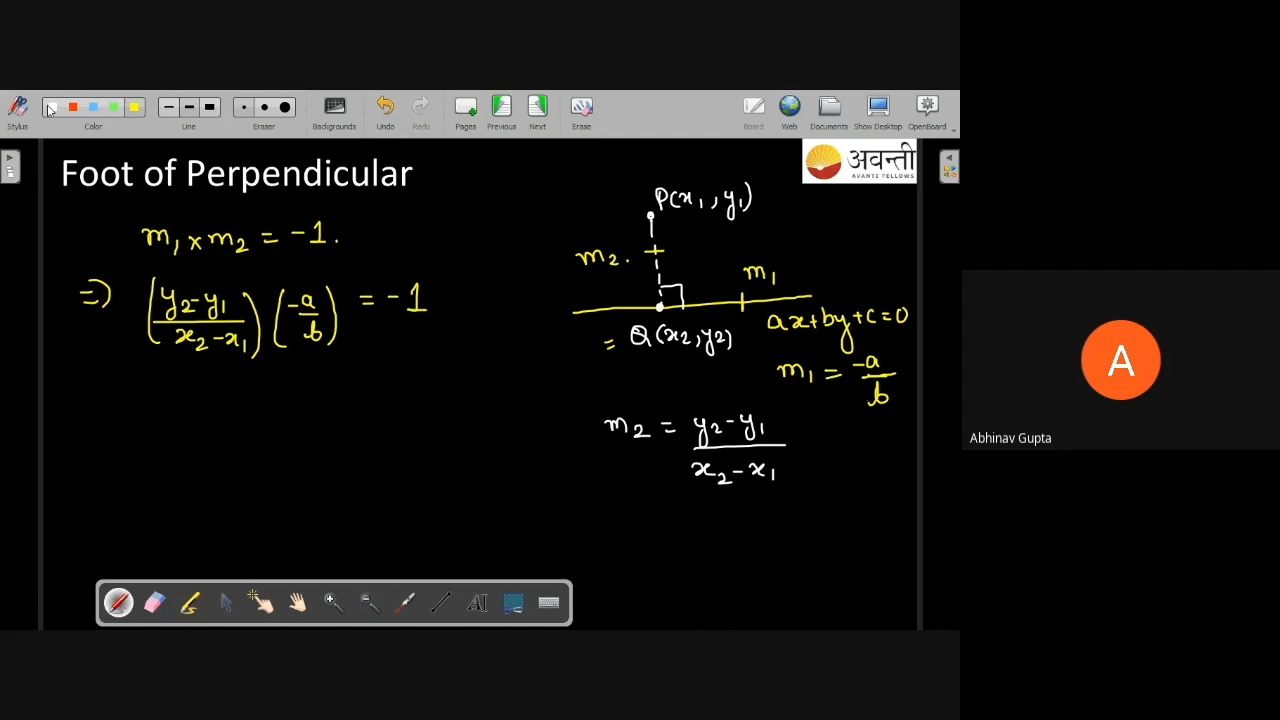 Stylus
Color
Line
Eraser
Backgrounds
Undo
Redo
Pages
Previous
Next
Erase
Board
Web
Documents
Show Desktop
OpenBoard
Foot of Perpendicular
अवन्ती
AVANTI FELLOWS
m₁ × m₂ = -1.
=> ((y₂-y₁)/(x₂-x₁)) (-a/b) = -1
P(x₁, y₁)
m₂.
m₁
= Q(x₂, y₂)
ax+by+c=0
m₁ = -a/b
m₂ = (y₂-y₁)/(x₂-x₁)
AI
A
Abhinav Gupta